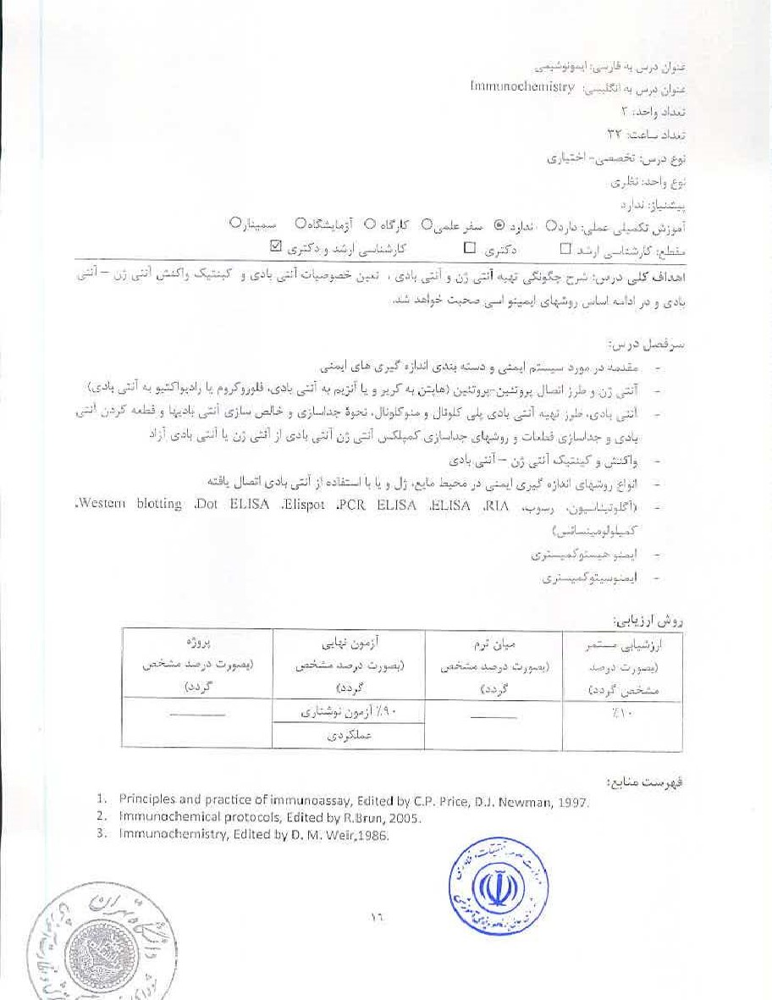 عنوان درس به فارسی: ایمونوشیمی
عنوان درس به انگلیسی: Immunochemistry
تعداد واحد: ۲
تعداد ساعت: ۳۲
نوع درس: تخصصی- اختیاری
نوع واحد: نظری
پیشنیاز: ندارد
آموزش تکمیلی عملی: دارد○ ندارد ◉ سفر علمی○ کارگاه ○ آزمایشگاه○ سمینار○
مقطع: کارشناسی ارشد ☐ دکتری ☐ کارشناسی ارشد و دکتری ☑
اهداف کلی درس: شرح چگونگی تهیه آنتی ژن و آنتی بادی ، تعین خصوصیات آنتی بادی و کینتیک واکنش آنتی ژن – آنتی
بادی و در ادامه اساس روشهای ایمینو اسی صحبت خواهد شد.
سرفصل درس:
- مقدمه در مورد سیستم ایمنی و دسته بندی اندازه گیری های ایمنی
- آنتی ژن و طرز اتصال پروتئین-پروتئین (هاپتن به کریر و یا آنزیم به آنتی بادی، فلوروکروم یا رادیواکتیو به آنتی بادی)
- آنتی بادی، طرز تهیه آنتی بادی پلی کلونال و منوکلونال، نحوة جداسازی و خالص سازی آنتی بادیها و قطعه کردن آنتی
بادی و جداسازی قطعات و روشهای جداسازی کمپلکس آنتی ژن آنتی بادی از آنتی ژن یا آنتی بادی آزاد
- واکنش و کینتیک آنتی ژن – آنتی بادی
- انواع روشهای اندازه گیری ایمنی در محیط مایع، ژل و یا با استفاده از آنتی بادی اتصال یافته
- (آگلوتیناسیون، رسوب، RIA، ELISA، PCR ELISA، Elispot، Dot ELISA، Western blotting،
کمیلولومینسانس)
- ایمنو هیستوکمیستری
- ایمنوسیتوکمیستری
روش ارزیابی:
ارزشیابی مستمر میان ترم آزمون نهایی پروژه
(بصورت درصد (بصورت درصد مشخص (بصورت درصد مشخص (بصورت درصد مشخص
مشخص گردد) گردد) گردد) گردد)
٪۱۰ ۹۰٪ آزمون نوشتاری
عملکردی
فهرست منابع:
1. Principles and practice of immunoassay, Edited by C.P. Price, D.J. Newman, 1997.
2. Immunochemical protocols, Edited by R.Brun, 2005.
3. Immunochemistry, Edited by D. M. Weir,1986.
۱۶
دانشگاه تهران